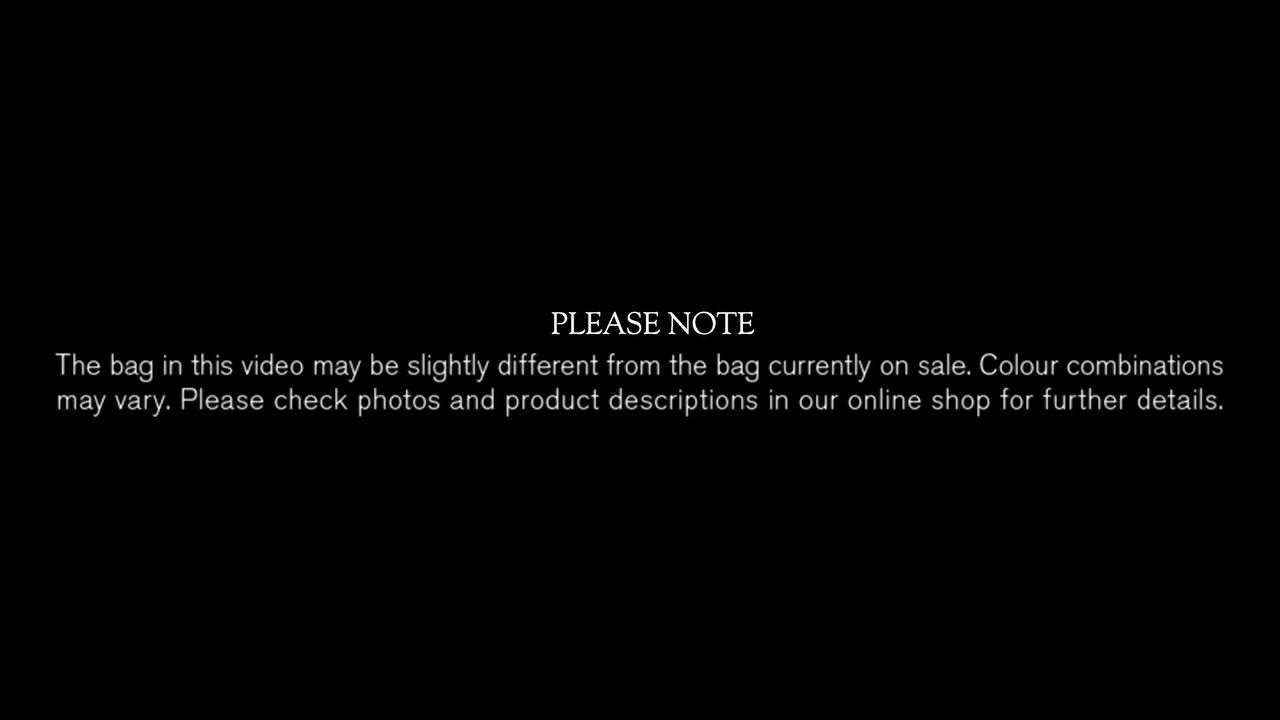 PLEASE NOTE
The bag in this video may be slightly different from the bag currently on sale. Colour combinations
may vary. Please check photos and product descriptions in our online shop for further details.